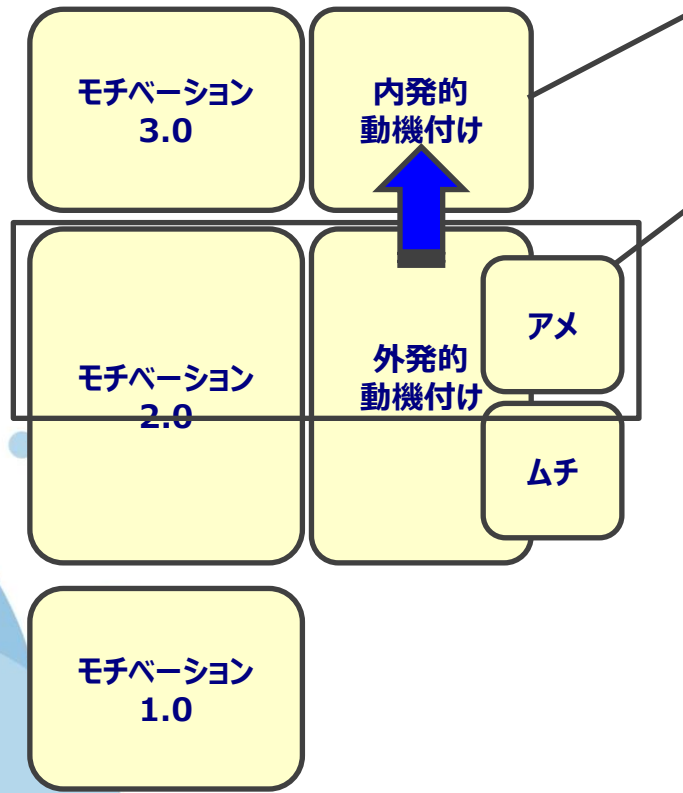 モチベーション
3.0
内発的
動機付け
モチベーション
2.0
外発的
動機付け
アメ
ムチ
モチベーション
1.0